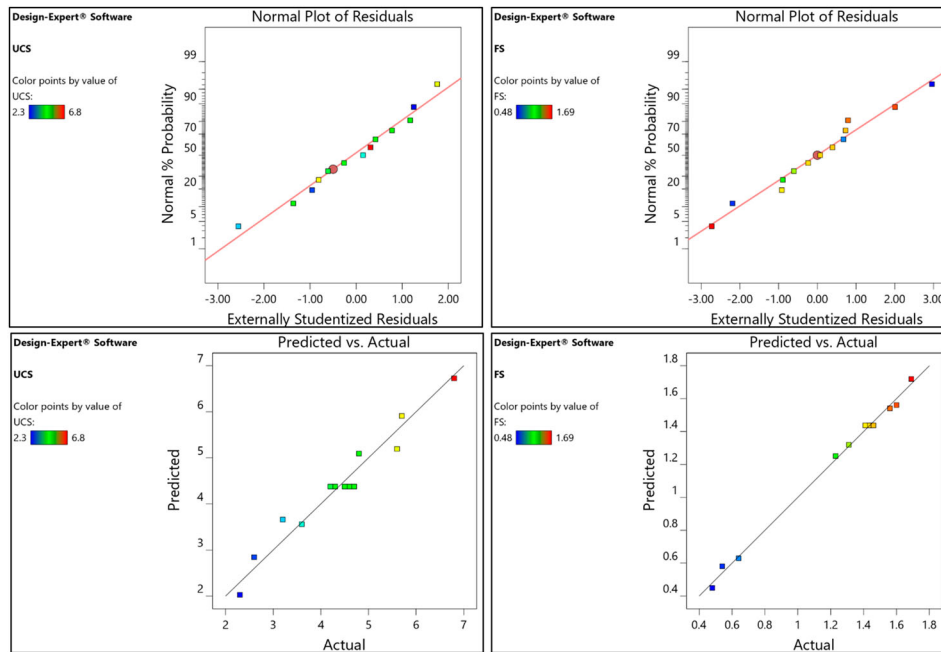 Design-Expert® Software
Normal Plot of Residuals
UCS
Color points by value of
UCS:
2.3 6.8
Normal % Probability
99
90
70
50
20
5
1
-3.00 -2.00 -1.00 0.00 1.00 2.00
Externally Studentized Residuals
Design-Expert® Software
Normal Plot of Residuals
FS
Color points by value of
FS:
0.48 1.69
Normal % Probability
99
90
70
50
20
5
1
-3.00 -2.00 -1.00 0.00 1.00 2.00 3.00
Externally Studentized Residuals
Design-Expert® Software
Predicted vs. Actual
UCS
Color points by value of
UCS:
2.3 6.8
Predicted
7
6
5
4
3
2
2 3 4 5 6 7
Actual
Design-Expert® Software
Predicted vs. Actual
FS
Color points by value of
FS:
0.48 1.69
Predicted
1.8
1.6
1.4
1.2
1
0.8
0.6
0.4
0.4 0.6 0.8 1 1.2 1.4 1.6 1.8
Actual